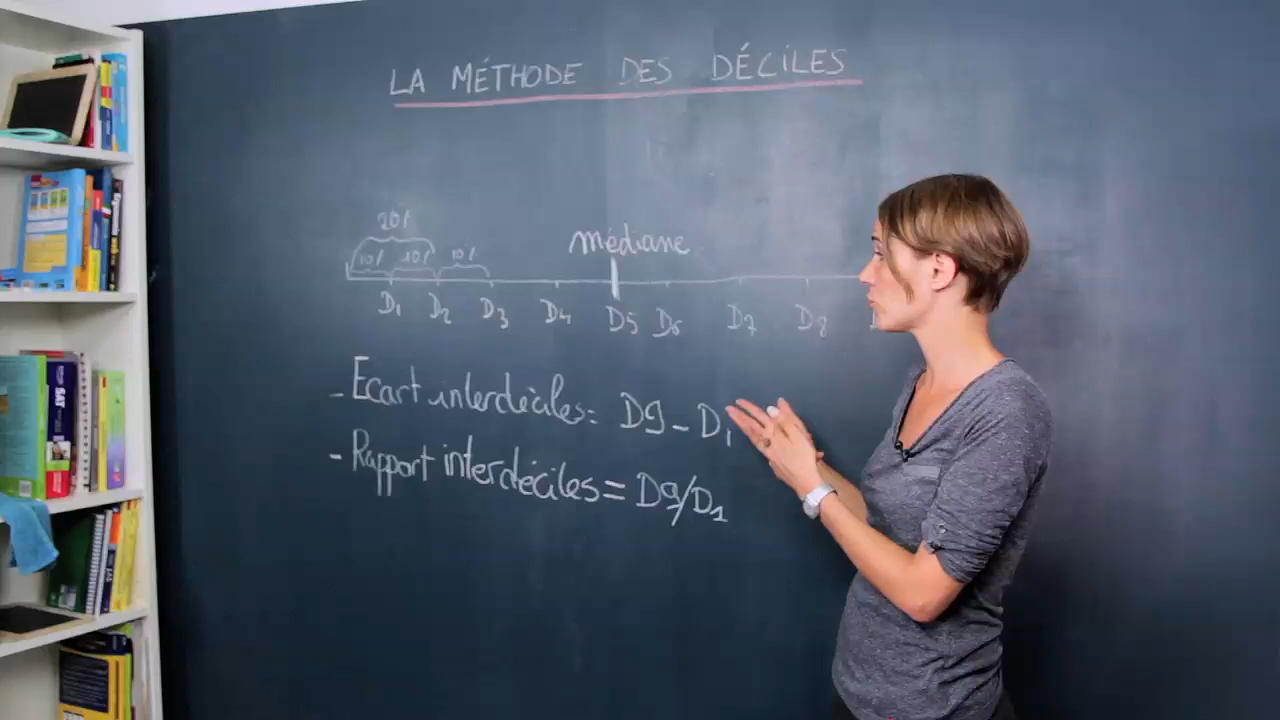 LA MÉTHODE DES DÉCILES
20%
10% 10% 10%
médiane
D1 D2 D3 D4 D5 D6 D7 D8
- Ecart interdéciles = D9 - D1
- Rapport interdéciles = D9/D1
SAT